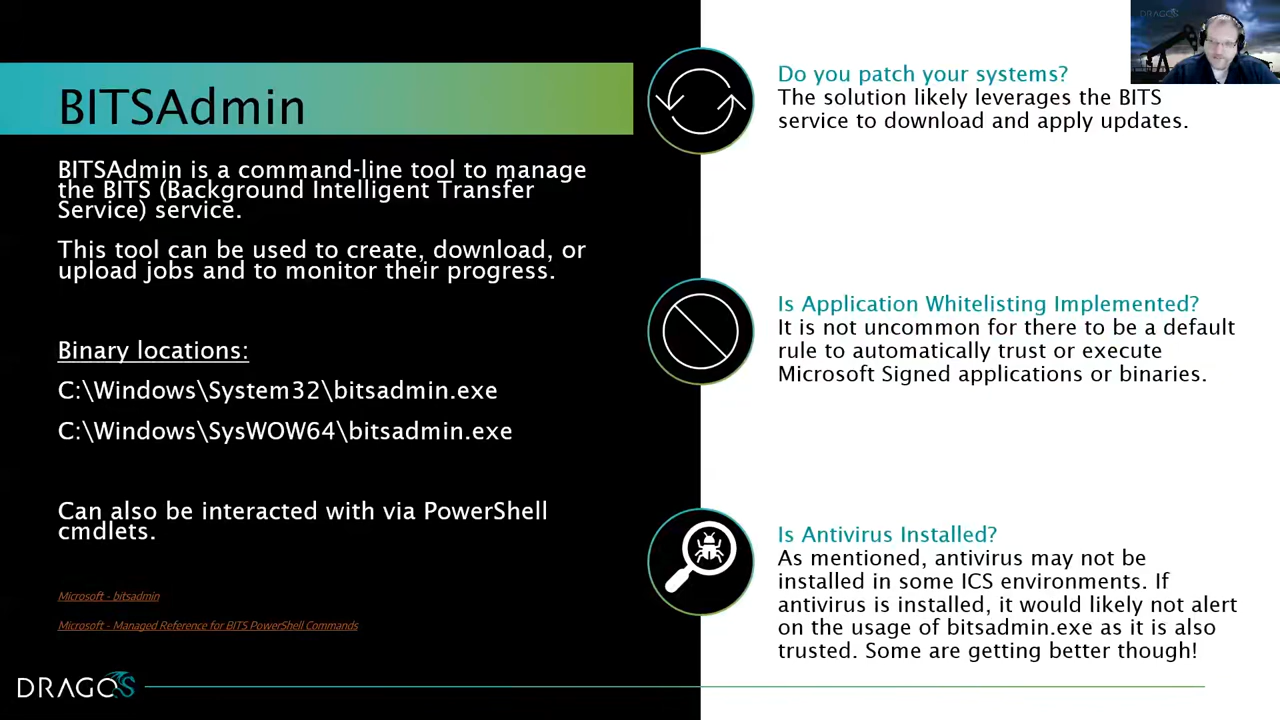 BITSAdmin
BITSAdmin is a command-line tool to manage
the BITS (Background Intelligent Transfer
Service) service.
This tool can be used to create, download, or
upload jobs and to monitor their progress.
Binary locations:
C:\Windows\System32\bitsadmin.exe
C:\Windows\SysWOW64\bitsadmin.exe
Can also be interacted with via PowerShell
cmdlets.
Microsoft - bitsadmin
Microsoft - Managed Reference for BITS PowerShell Commands
DRAGOS
Do you patch your systems?
The solution likely leverages the BITS
service to download and apply updates.
Is Application Whitelisting Implemented?
It is not uncommon for there to be a default
rule to automatically trust or execute
Microsoft Signed applications or binaries.
Is Antivirus Installed?
As mentioned, antivirus may not be
installed in some ICS environments. If
antivirus is installed, it would likely not alert
on the usage of bitsadmin.exe as it is also
trusted. Some are getting better though!
DRAGOS